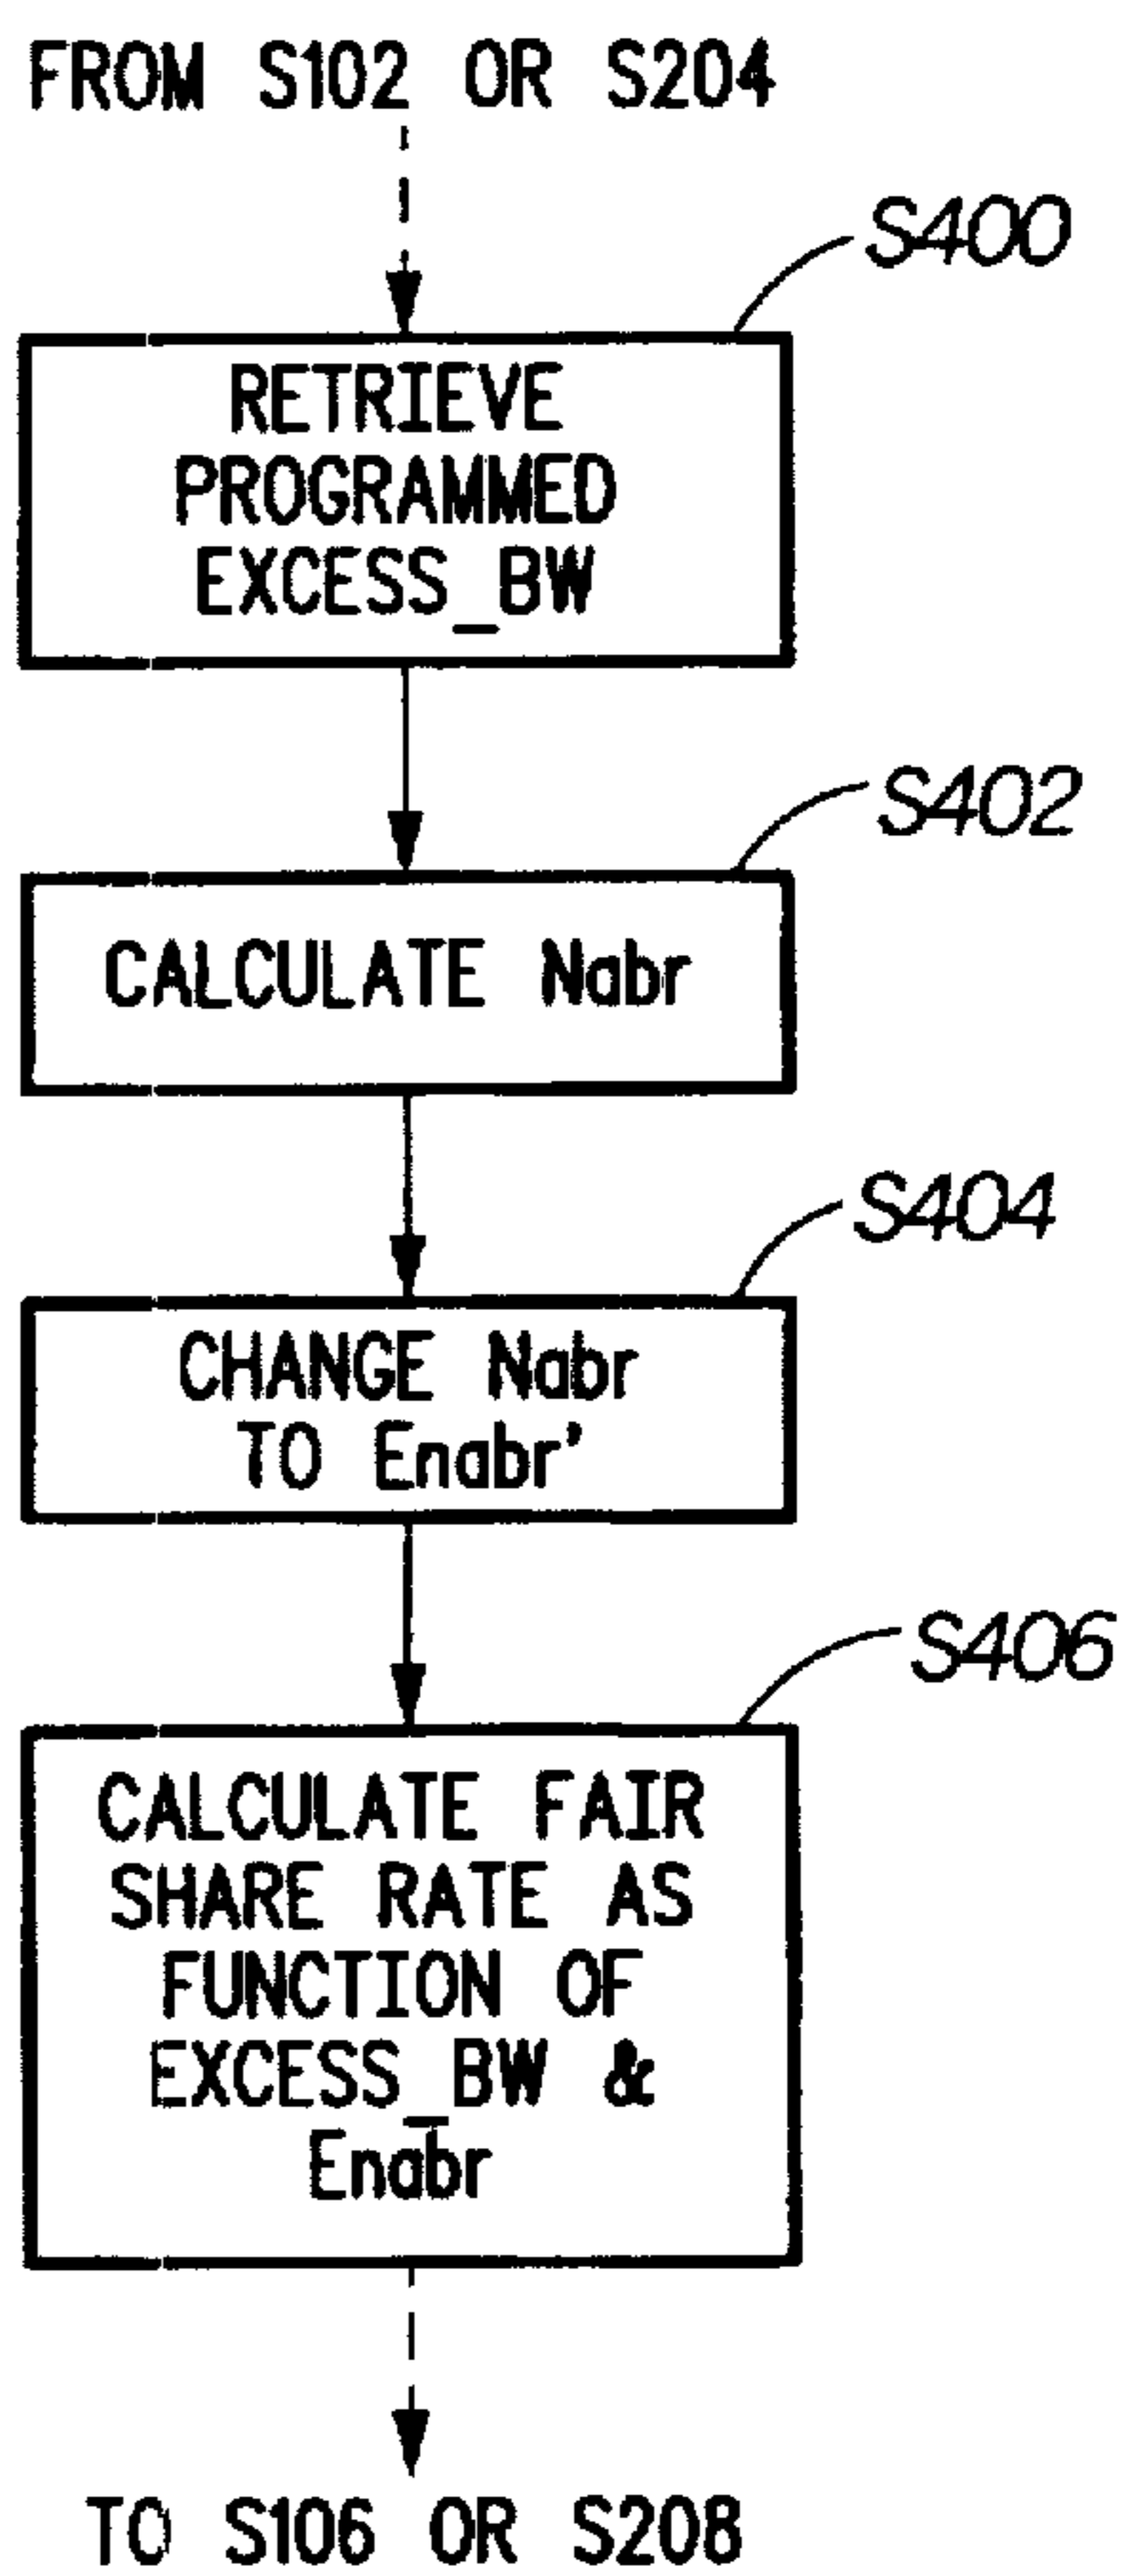 FROM S102 OR S204
S400
RETRIEVE
PROGRAMMED
EXCESS_BW
S402
CALCULATE Nabr
S404
CHANGE Nabr
TO Enabr'
S406
CALCULATE FAIR
SHARE RATE AS
FUNCTION OF
EXCESS_BW &
Enabr
TO S106 OR S208